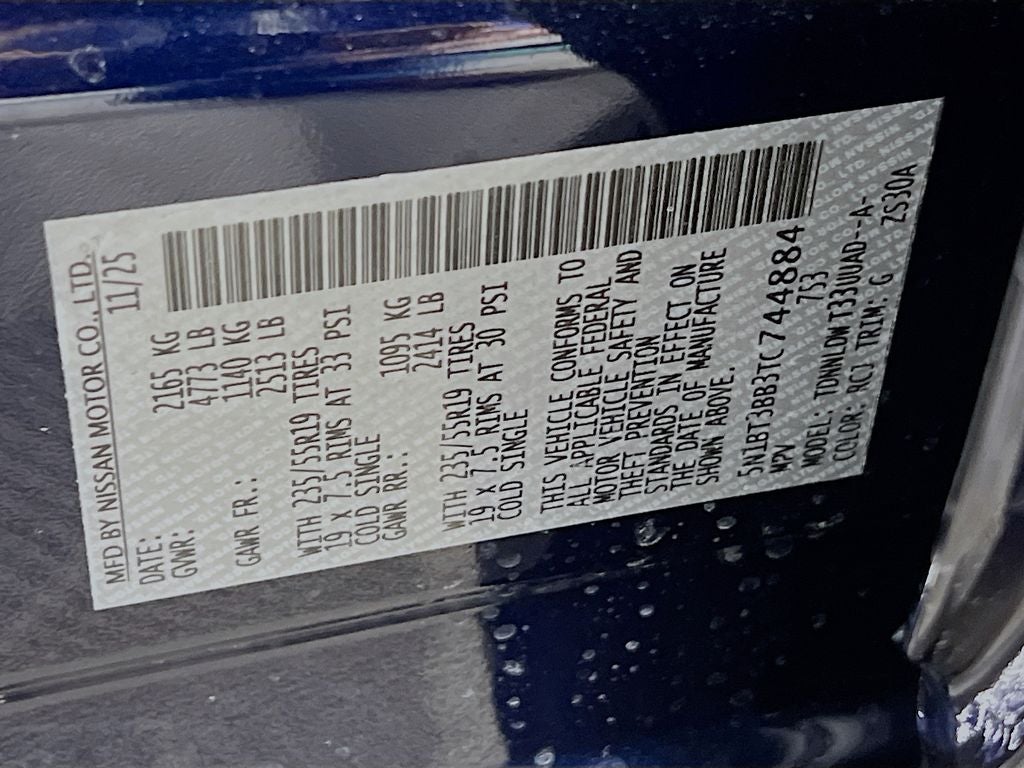 MFD BY NISSAN MOTOR CO., LTD.
DATE: 11/25
GVWR: 2165 KG
4773 LB
GAWR FR.: 1140 KG
2513 LB
WITH 235/55R19 TIRES
19 X 7.5 RIMS AT 33 PSI
COLD SINGLE
GAWR RR.: 1095 KG
2414 LB
WITH 235/55R19 TIRES
19 X 7.5 RIMS AT 30 PSI
COLD SINGLE
THIS VEHICLE CONFORMS TO
ALL APPLICABLE FEDERAL
MOTOR VEHICLE SAFETY AND
THEFT PREVENTION
STANDARDS IN EFFECT ON
THE DATE OF MANUFACTURE
SHOWN ABOVE.
5N1BT3BB3TC744884
MPV 7S3
MODEL: TDWNLDWT33UUAD--A-
COLOR: RCJ TRIM: G ZS30A